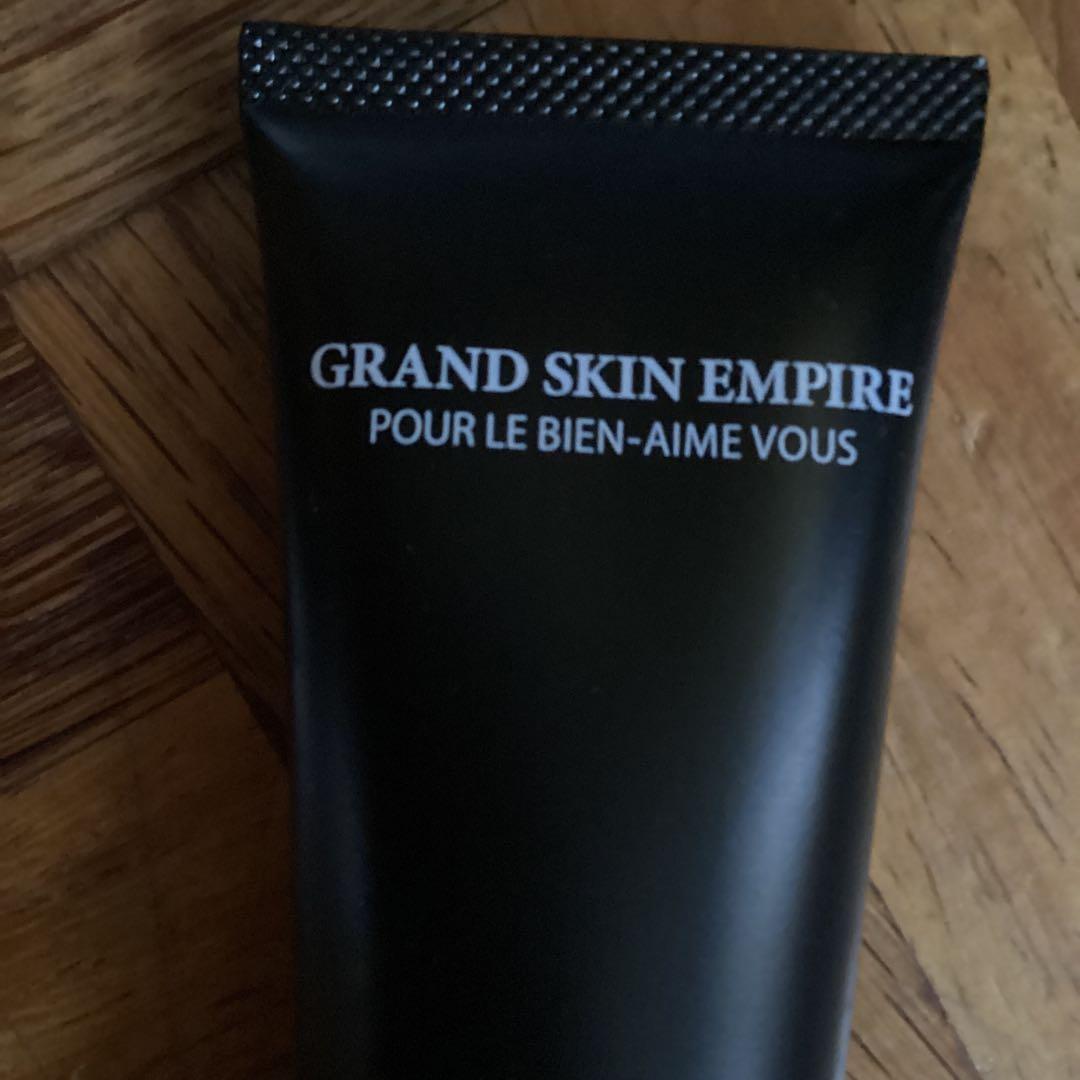 GRAND SKIN EMPIRE
POUR LE BIEN-AIME VOUS